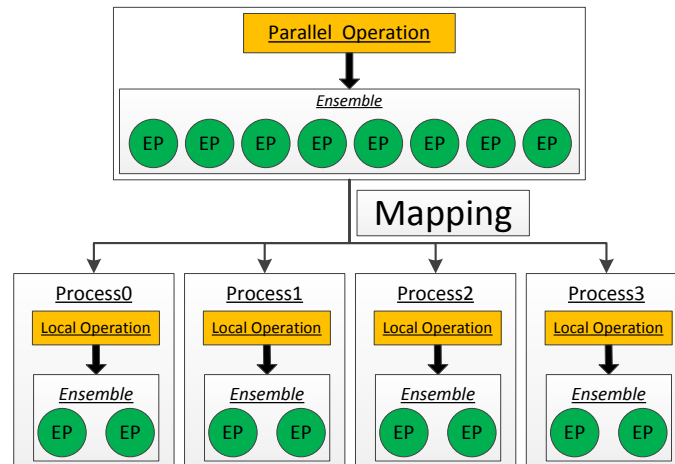 Parallel Operation
Ensemble
EP EP EP EP EP EP EP EP
Mapping
Process0 Process1 Process2 Process3
Local Operation Local Operation Local Operation Local Operation
Ensemble Ensemble Ensemble Ensemble
EP EP EP EP EP EP EP EP